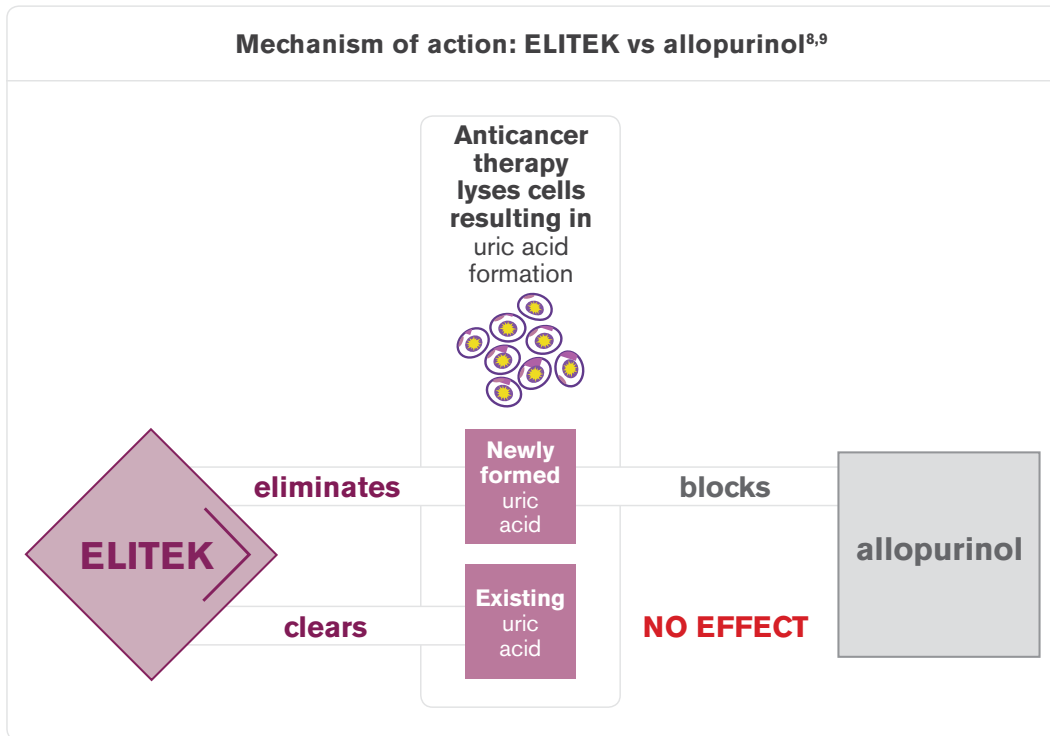 Mechanism of action: ELITEK vs allopurinol⁸,⁹
Anticancer
therapy
lyses cells
resulting in
uric acid
formation
ELITEK
eliminates
Newly
formed
uric
acid
blocks
allopurinol
clears
Existing
uric
acid
NO EFFECT